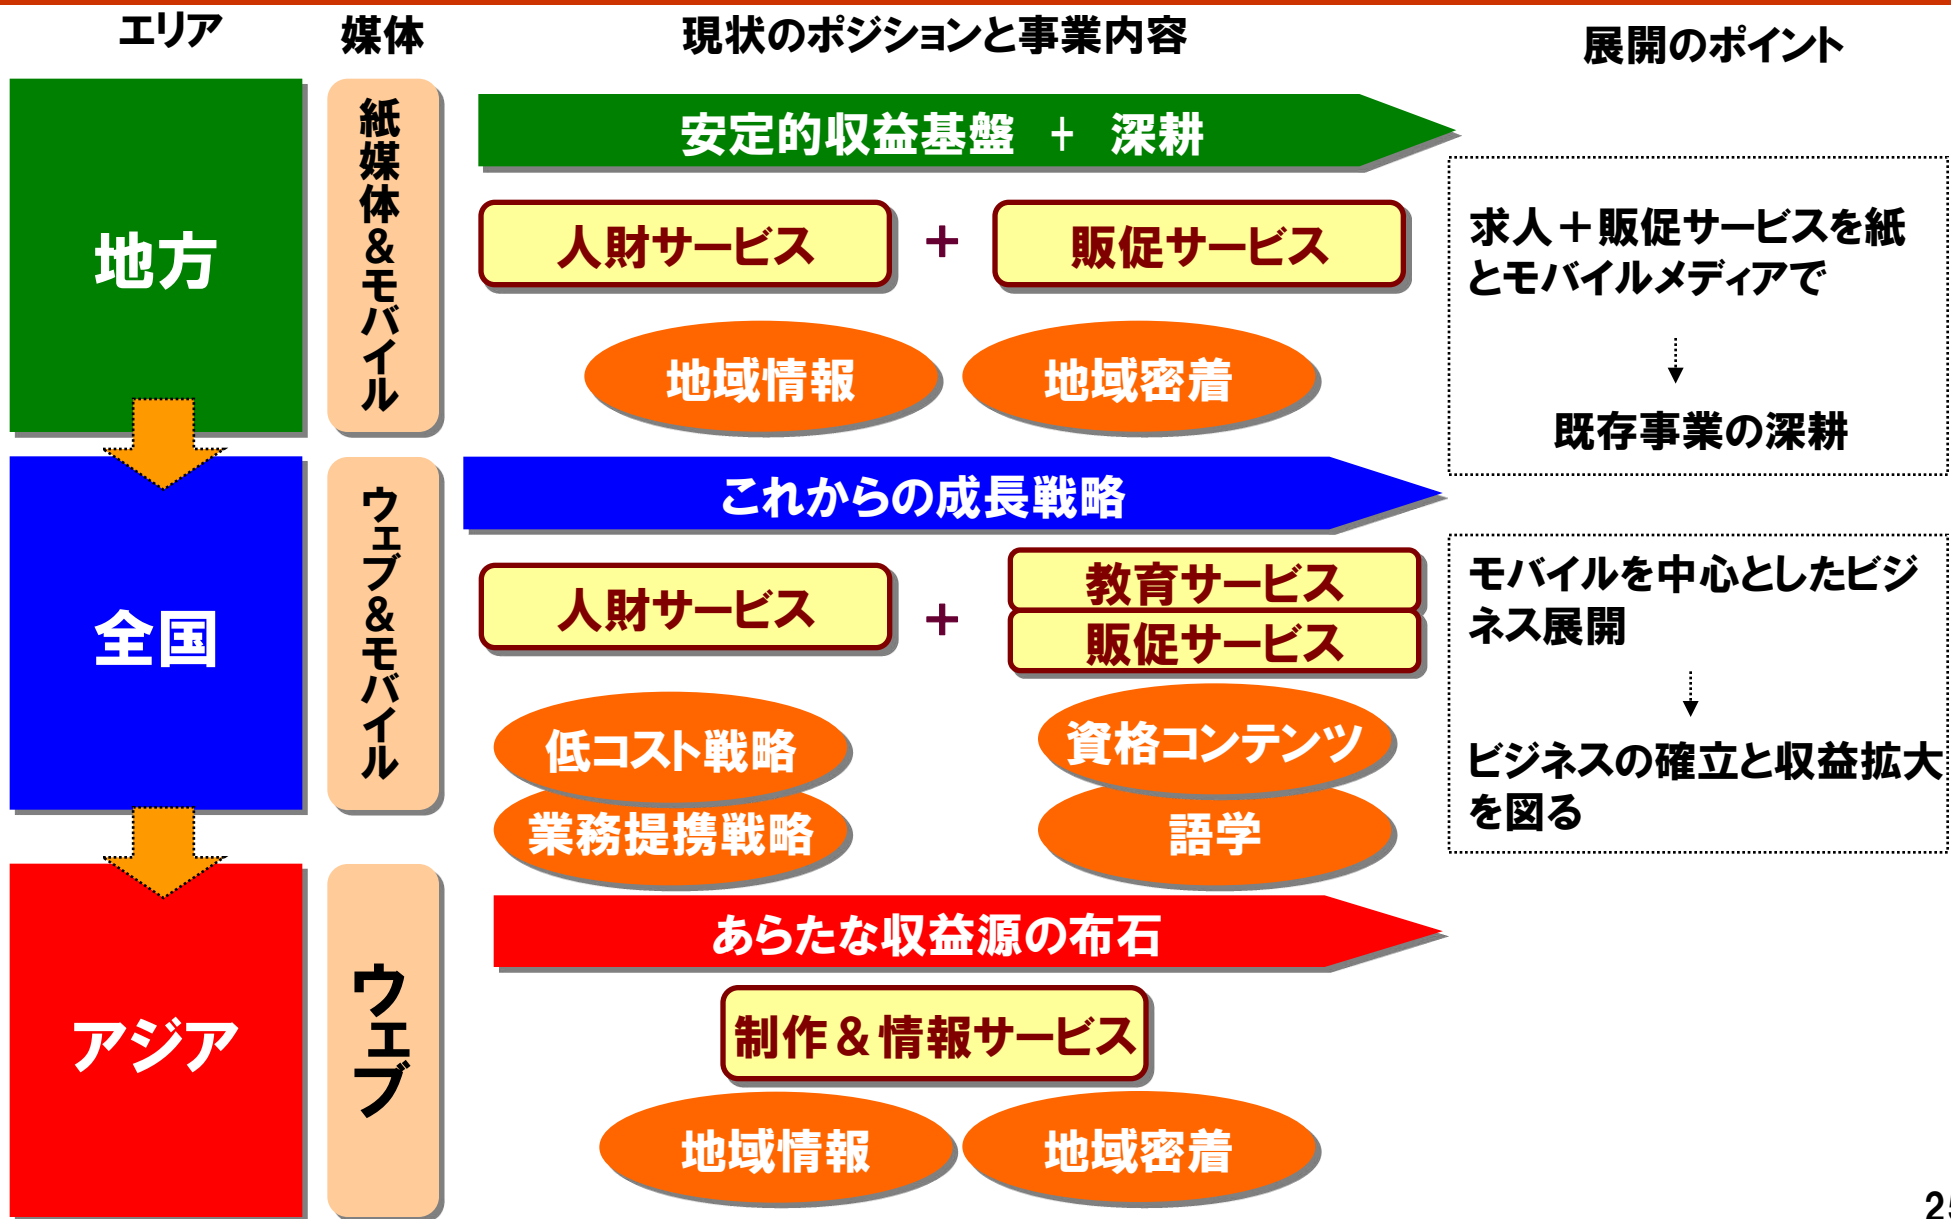 エリア
媒体
現状のポジションと事業内容
展開のポイント
地方
紙媒体＆モバイル
安定的収益基盤 + 深耕
人財サービス
+
販促サービス
地域情報
地域密着
求人＋販促サービスを紙
とモバイルメディアで
既存事業の深耕
全国
ウェブ＆モバイル
これからの成長戦略
人財サービス
+
教育サービス
販促サービス
低コスト戦略
業務提携戦略
資格コンテンツ
語学
モバイルを中心としたビジ
ネス展開
ビジネスの確立と収益拡大
を図る
アジア
ウェブ
あらたな収益源の布石
制作＆情報サービス
地域情報
地域密着
25